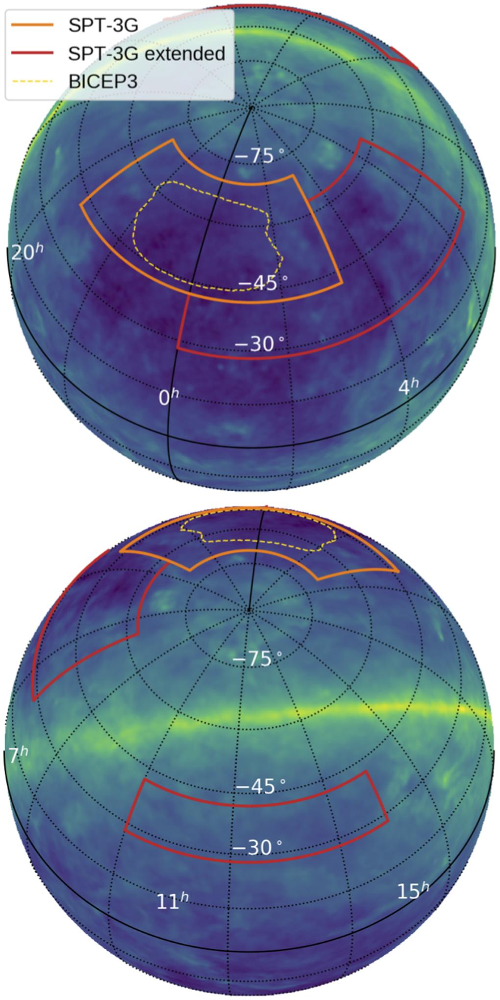 SPT-3G
SPT-3G extended
BICEP3
−75°
20ʰ
−45°
−30°
0ʰ
4ʰ
−75°
7ʰ
−45°
−30°
11ʰ
15ʰ